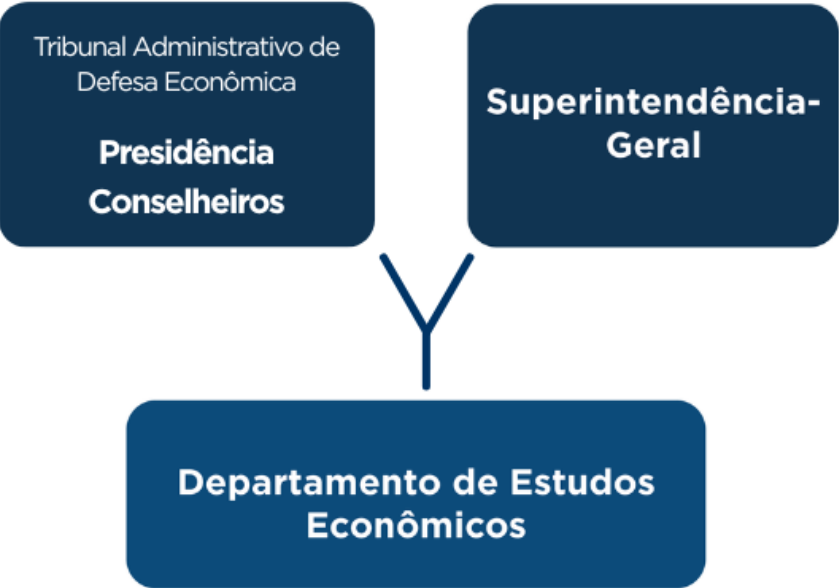 Tribunal Administrativo de
Defesa Econômica
Presidência
Conselheiros
Superintendência-
Geral
Departamento de Estudos
Econômicos